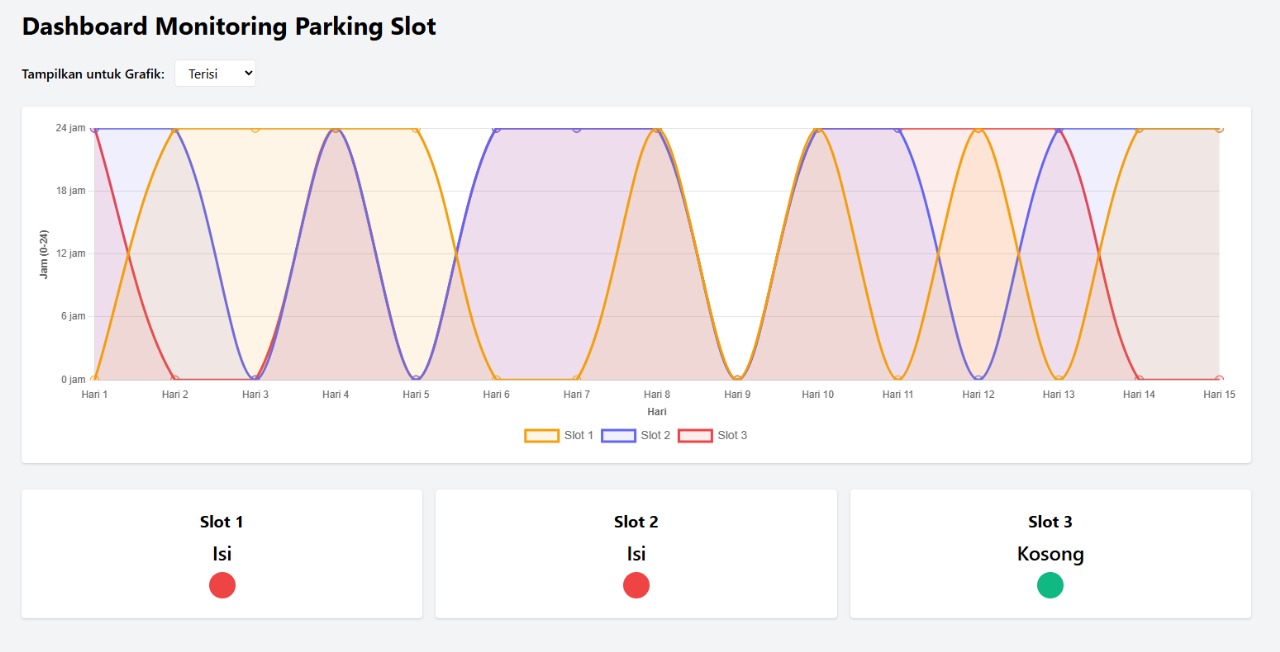 Dashboard Monitoring Parking Slot
Tampilkan untuk Grafik: Terisi
24 jam
18 jam
12 jam
6 jam
0 jam
Jam (0-24)
Hari 1 Hari 2 Hari 3 Hari 4 Hari 5 Hari 6 Hari 7 Hari 8 Hari 9 Hari 10 Hari 11 Hari 12 Hari 13 Hari 14 Hari 15
Hari
Slot 1 Slot 2 Slot 3
Slot 1
Isi
Slot 2
Isi
Slot 3
Kosong